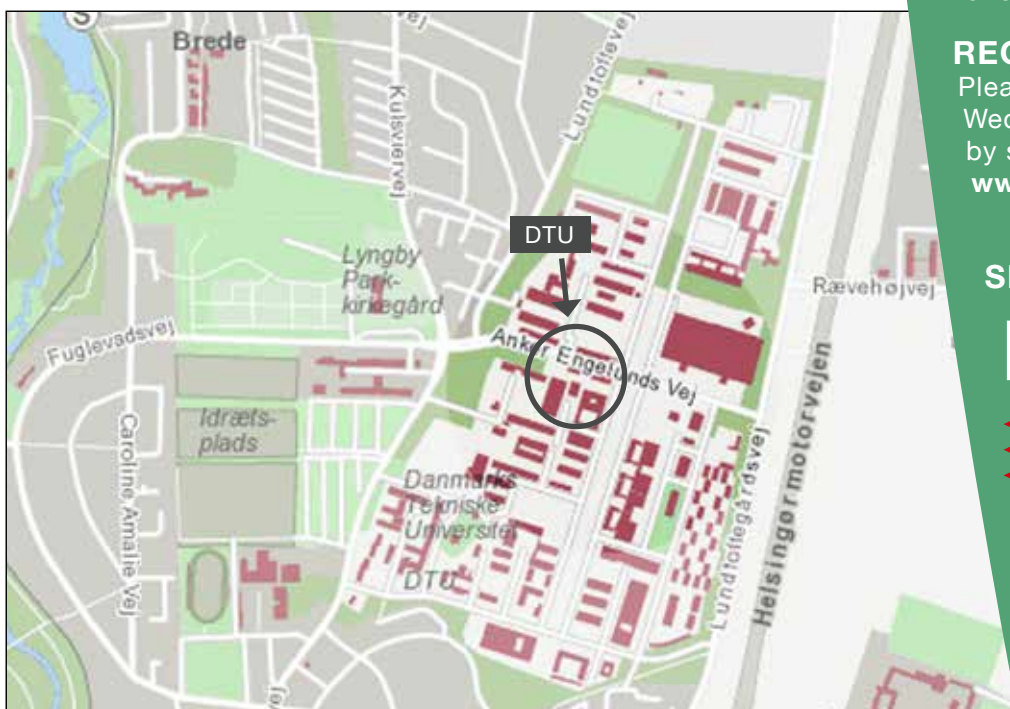 S
Brede
Kulsviervej
Lundtoftevej
DTU
Lyngby
Park-
kirkegård
Rævehøjvej
Fuglevadsvej
Anker Engelunds Vej
Idræts-
plads
Caroline Amalie Vej
Danmarks
Tekniske
Universitet
DTU
Lundtoftegårdsvej
Helsingørmotorvejen
REG
Plea
Wed
by s
ww